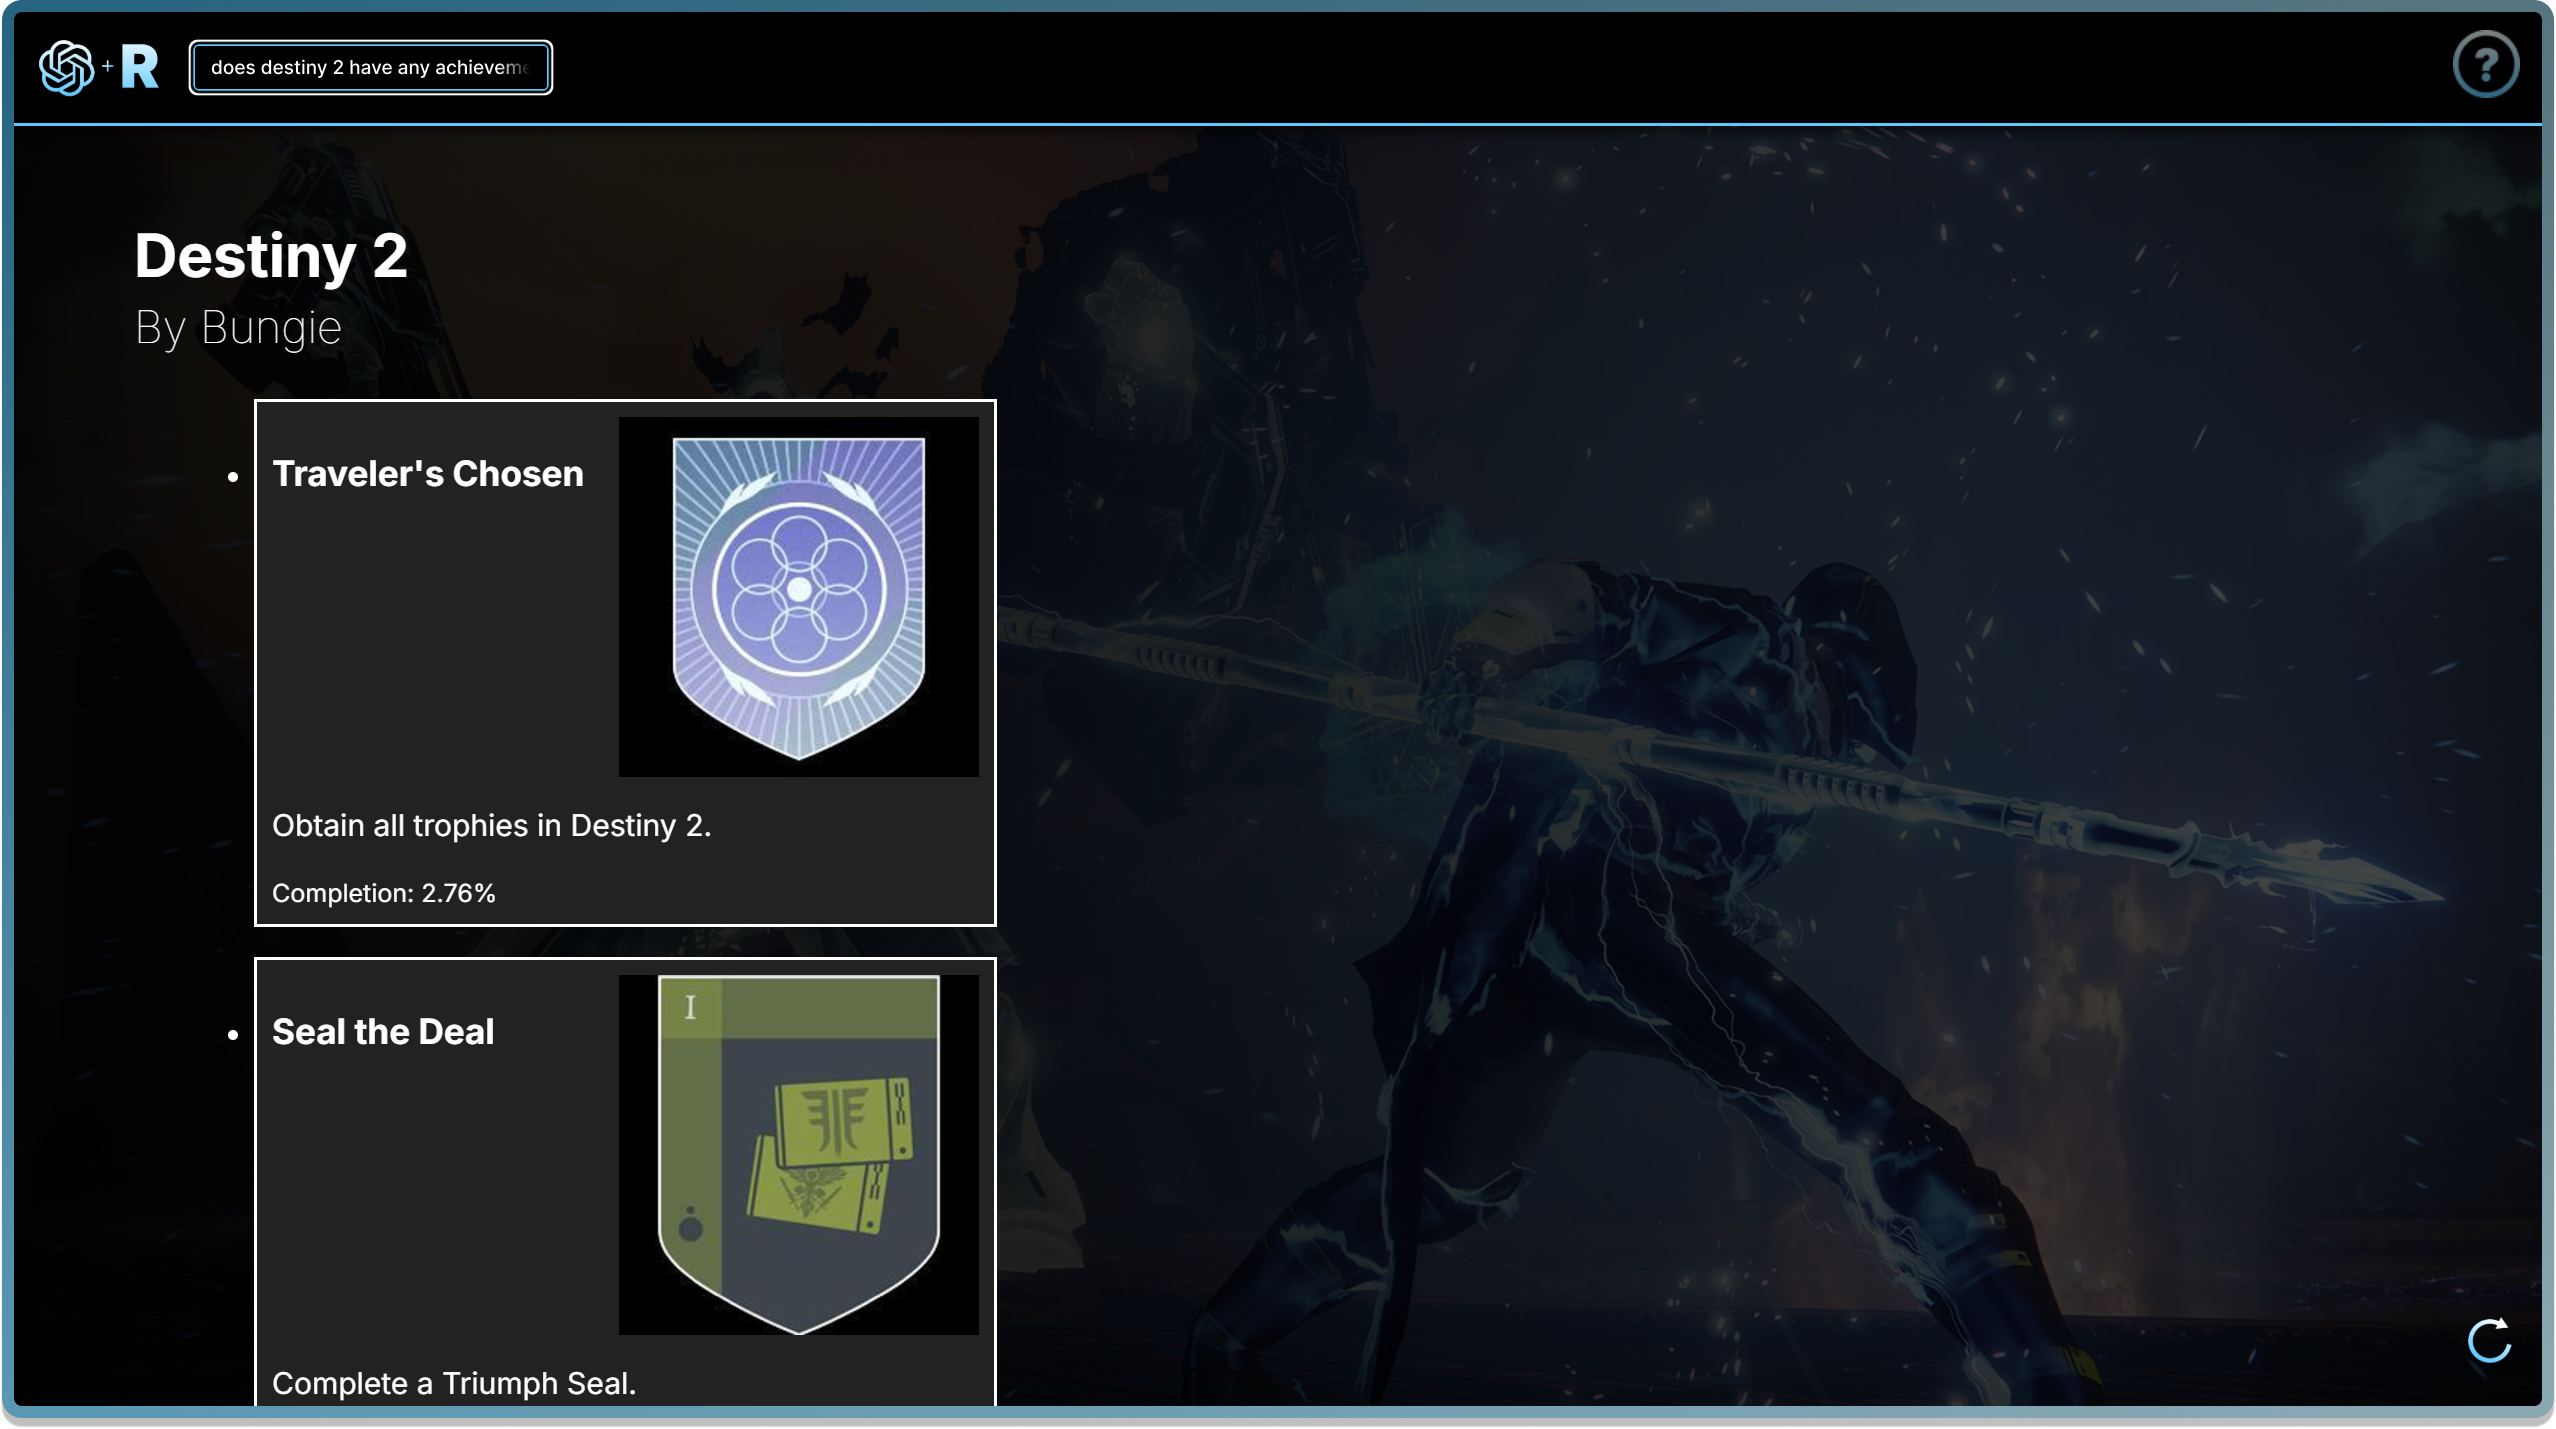 + R
does destiny 2 have any achievem
?
Destiny 2
By Bungie
Traveler's Chosen
Obtain all trophies in Destiny 2.
Completion: 2.76%
I
Seal the Deal
Complete a Triumph Seal.